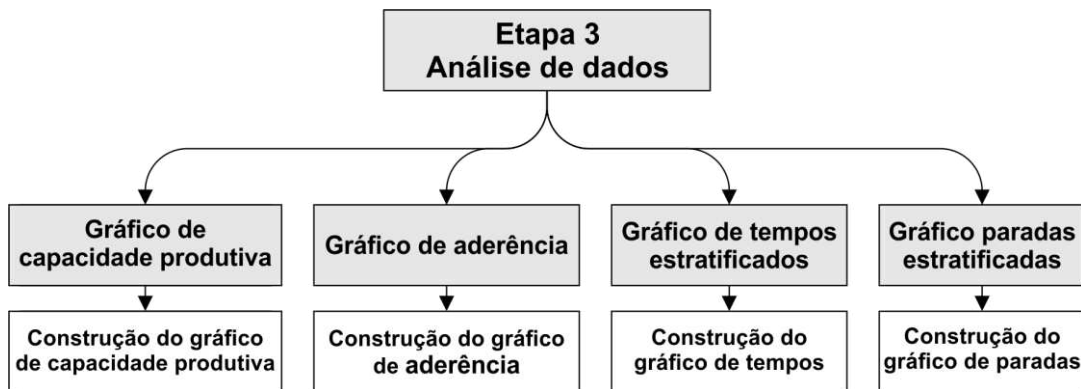 Etapa 3
Análise de dados
Gráfico de
capacidade produtiva
Gráfico de aderência
Gráfico de tempos
estratificados
Gráfico paradas
estratificadas
Construção do gráfico
de capacidade produtiva
Construção do gráfico
de aderência
Construção do
gráfico de tempos
Construção do
gráfico de paradas